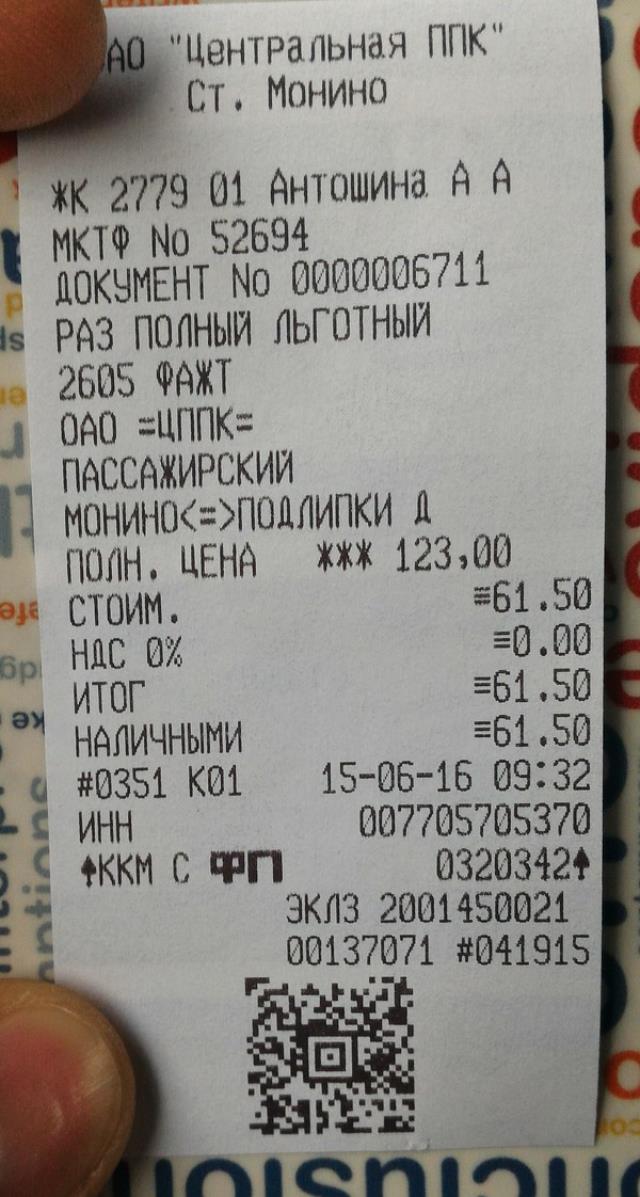 АО "Центральная ППК"
Ст. Монино
ЖК 2779 01 Антошина А А
МКТФ No 52694
ДОКУМЕНТ No 0000006711
РАЗ ПОЛНЫЙ ЛЬГОТНЫЙ
2605 ФАЖТ
ОАО =ЦППК=
ПАССАЖИРСКИЙ
МОНИНО<=>ПОДЛИПКИ Д
ПОЛН. ЦЕНА *** 123,00
СТОИМ. ≡61.50
НДС 0% ≡0.00
ИТОГ ≡61.50
НАЛИЧНЫМИ ≡61.50
#0351 К01 15-06-16 09:32
ИНН 007705705370
↑ККМ С ФП 0320342↑
ЭКЛЗ 2001450021
00137071 #041915
nclusion